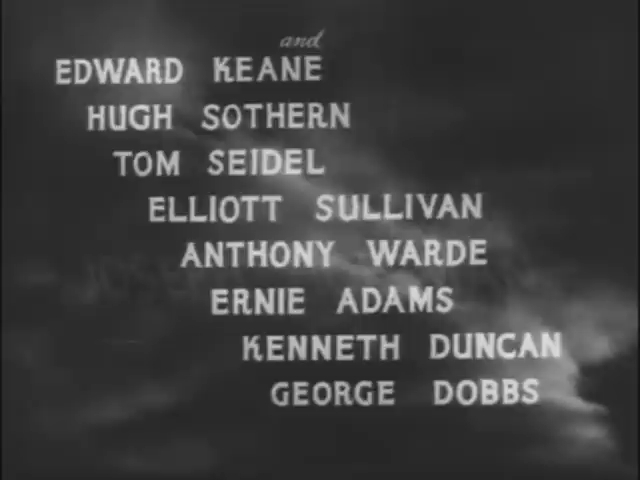 and
EDWARD KEANE
HUGH SOTHERN
TOM SEIDEL
ELLIOTT SULLIVAN
ANTHONY WARDE
ERNIE ADAMS
KENNETH DUNCAN
GEORGE DOBBS